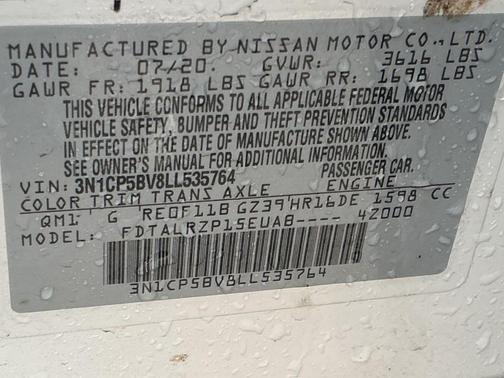 MANUFACTURED BY NISSAN MOTOR CO., LTD.
DATE: 07/20. GVWR: 3616 LBS
GAWR FR: 1918 LBS GAWR RR: 1698 LBS
THIS VEHICLE CONFORMS TO ALL APPLICABLE FEDERAL MOTOR
VEHICLE SAFETY, BUMPER AND THEFT PREVENTION STANDARDS
IN EFFECT ON THE DATE OF MANUFACTURE SHOWN ABOVE.
SEE OWNER'S MANUAL FOR ADDITIONAL INFORMATION.
VIN: 3N1CP5BV8LL535764 PASSENGER CAR.
COLOR TRIM TRANS AXLE ENGINE
QM1 G RE0F11B GZ39 HR16DE 1598 CC
MODEL: FDTALRZP15EUAB---- 4Z000
3N1CP5BV8LL535764